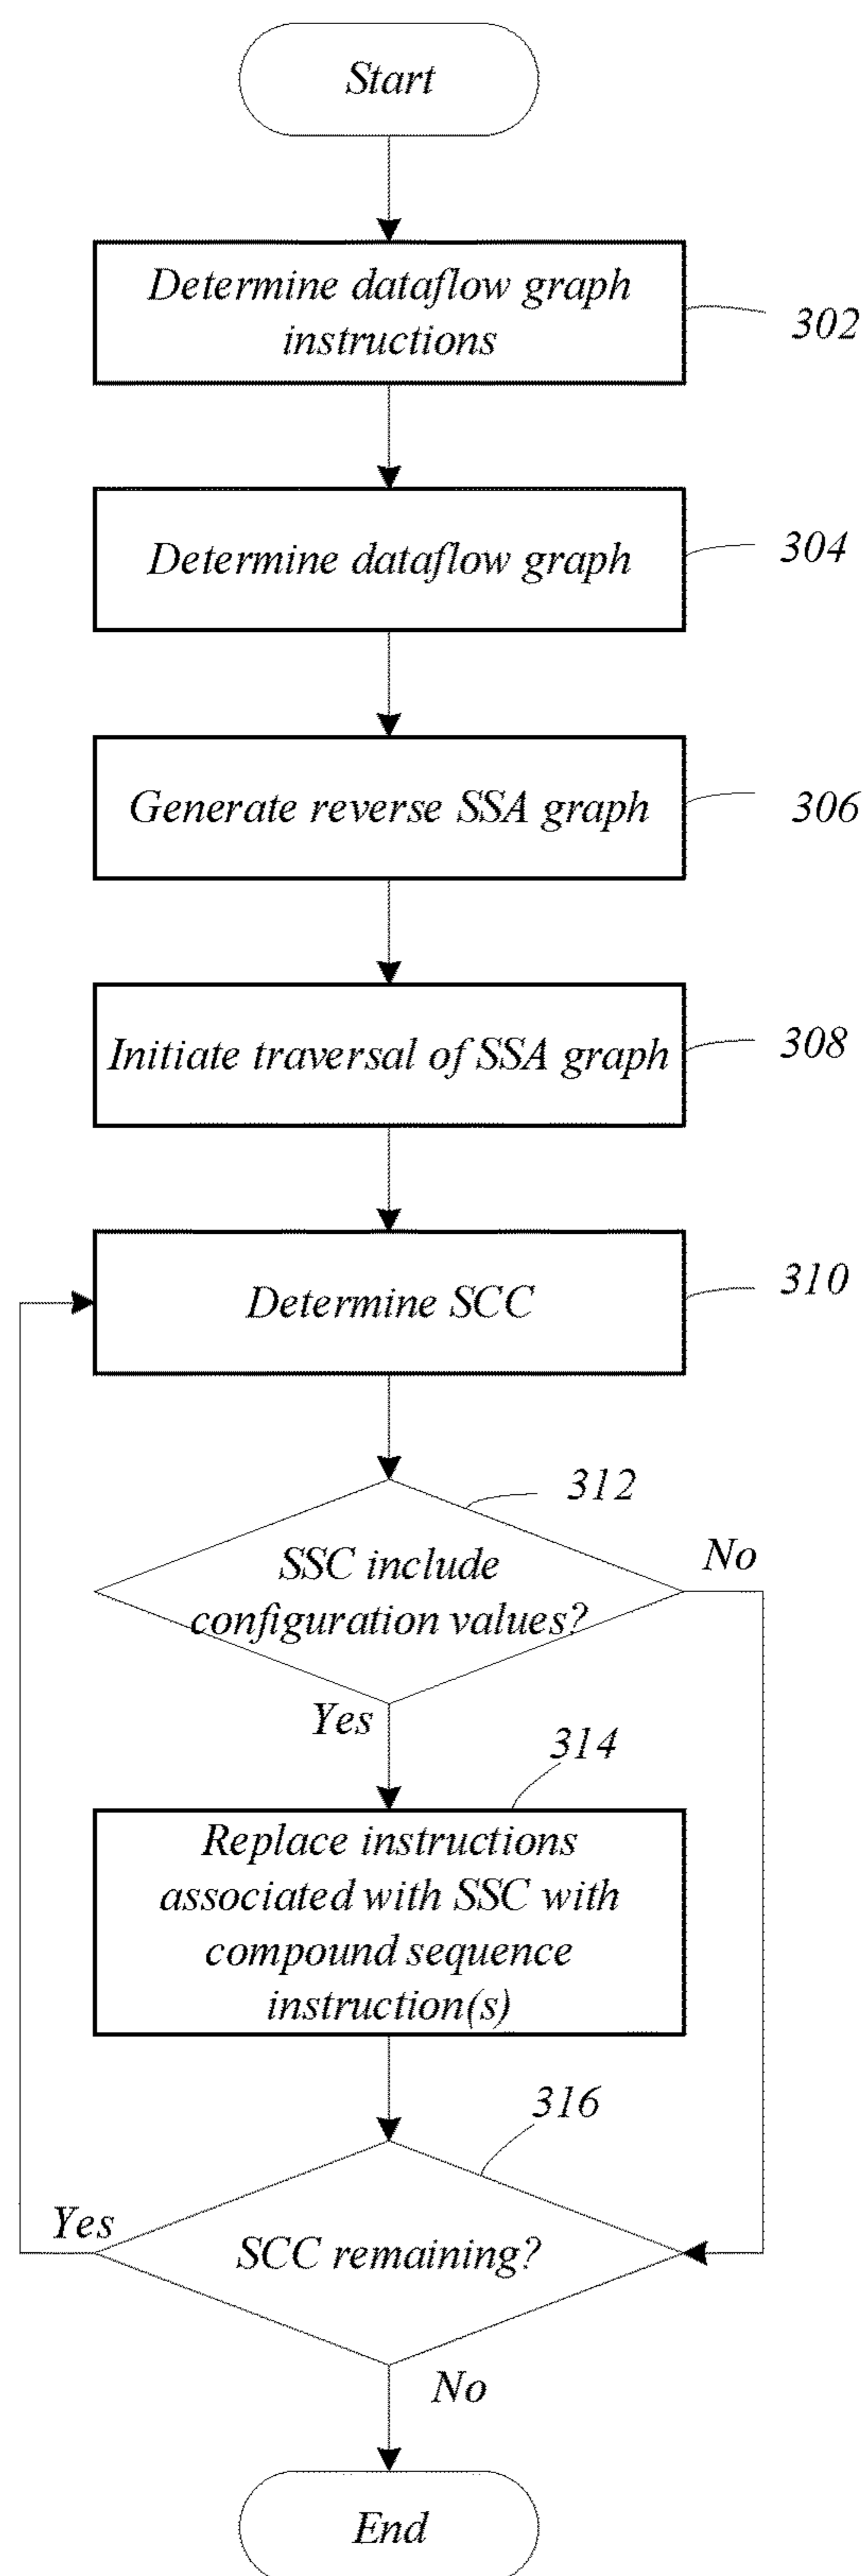 Start
Determine dataflow graph
instructions
302
Determine dataflow graph
304
Generate reverse SSA graph
306
Initiate traversal of SSA graph
308
Determine SCC
310
312
SSC include
configuration values?
No
Yes
314
Replace instructions
associated with SSC with
compound sequence
instruction(s)
316
Yes
SCC remaining?
No
End